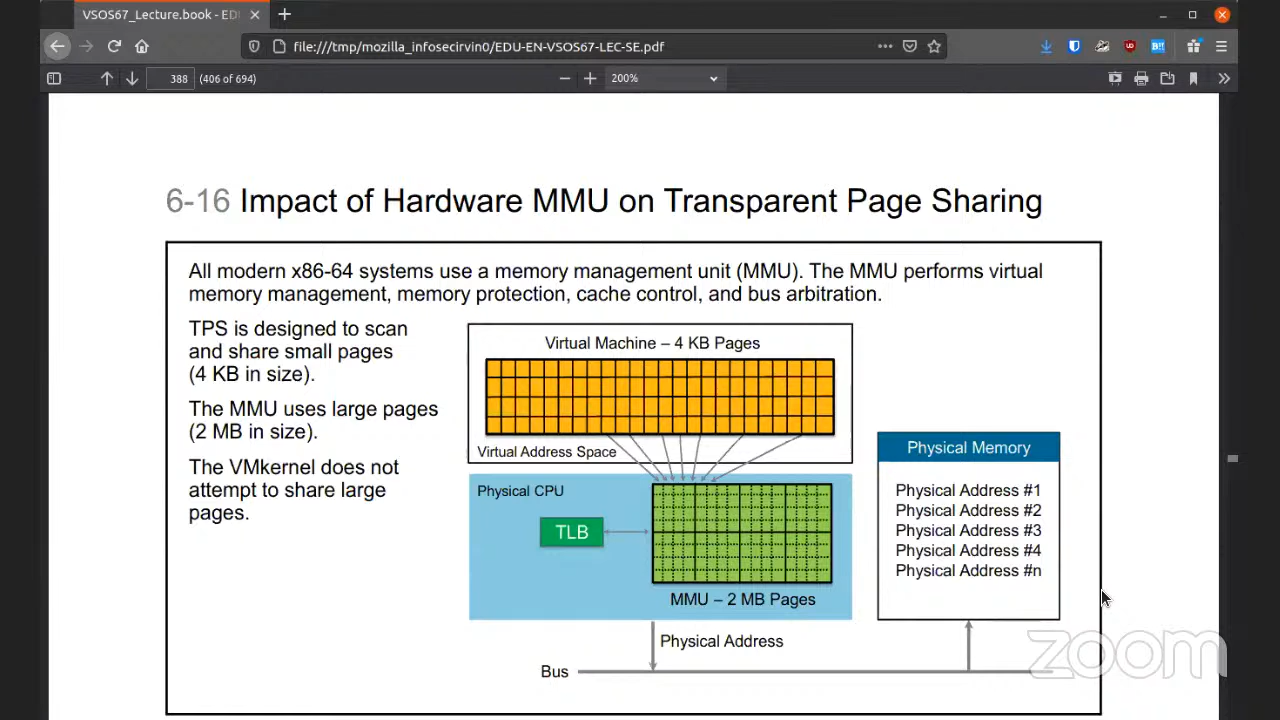 VSOS67_Lecture.book - ED
file:///tmp/mozilla_infosecirvin0/EDU-EN-VSOS67-LEC-SE.pdf
388 (406 of 694)
200%
6-16 Impact of Hardware MMU on Transparent Page Sharing
All modern x86-64 systems use a memory management unit (MMU). The MMU performs virtual
memory management, memory protection, cache control, and bus arbitration.
TPS is designed to scan
and share small pages
(4 KB in size).
The MMU uses large pages
(2 MB in size).
The VMkernel does not
attempt to share large
pages.
Virtual Machine – 4 KB Pages
Virtual Address Space
Physical CPU
TLB
MMU – 2 MB Pages
Physical Memory
Physical Address #1
Physical Address #2
Physical Address #3
Physical Address #4
Physical Address #n
Physical Address
Bus
zoom